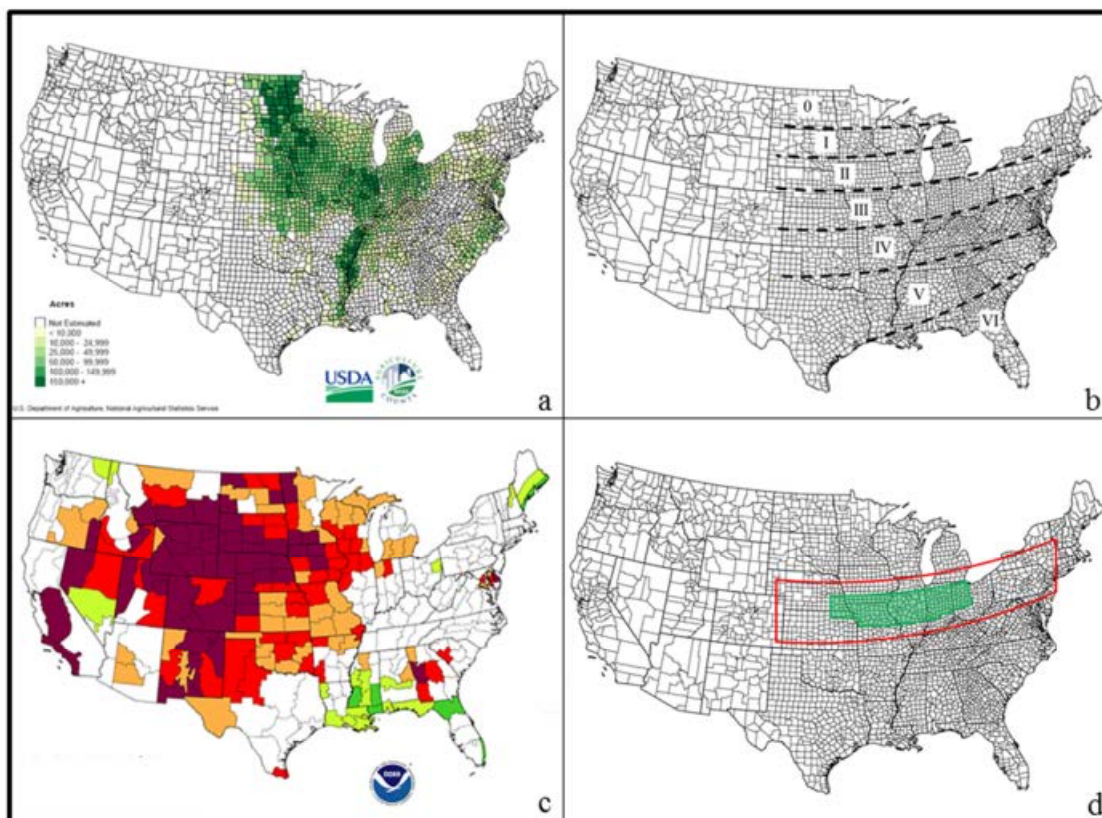 Acres
Not Estimated
< 10,000
10,000 - 24,999
25,000 - 49,999
50,000 - 99,999
100,000 - 149,999
150,000 +
USDA
COUNTY
U.S. Department of Agriculture, National Agricultural Statistics Service
a
0
I
II
III
IV
V
VI
b
c
d